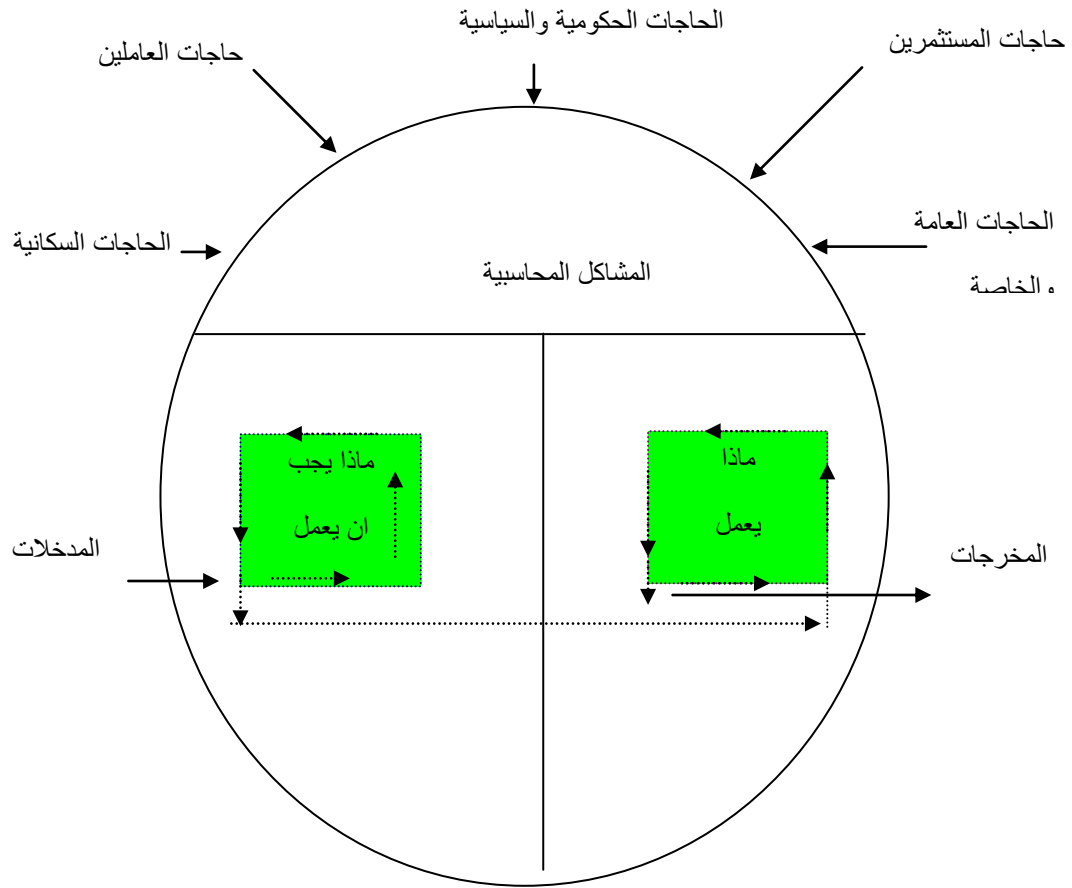 الحاجات الحكومية والسياسية
حاجات المستثمرين
حاجات العاملين
الحاجات العامة
والخاصة
الحاجات السكانية
المشاكل المحاسبية
ماذا
يعمل
ماذا يجب
ان يعمل
المخرجات
المدخلات